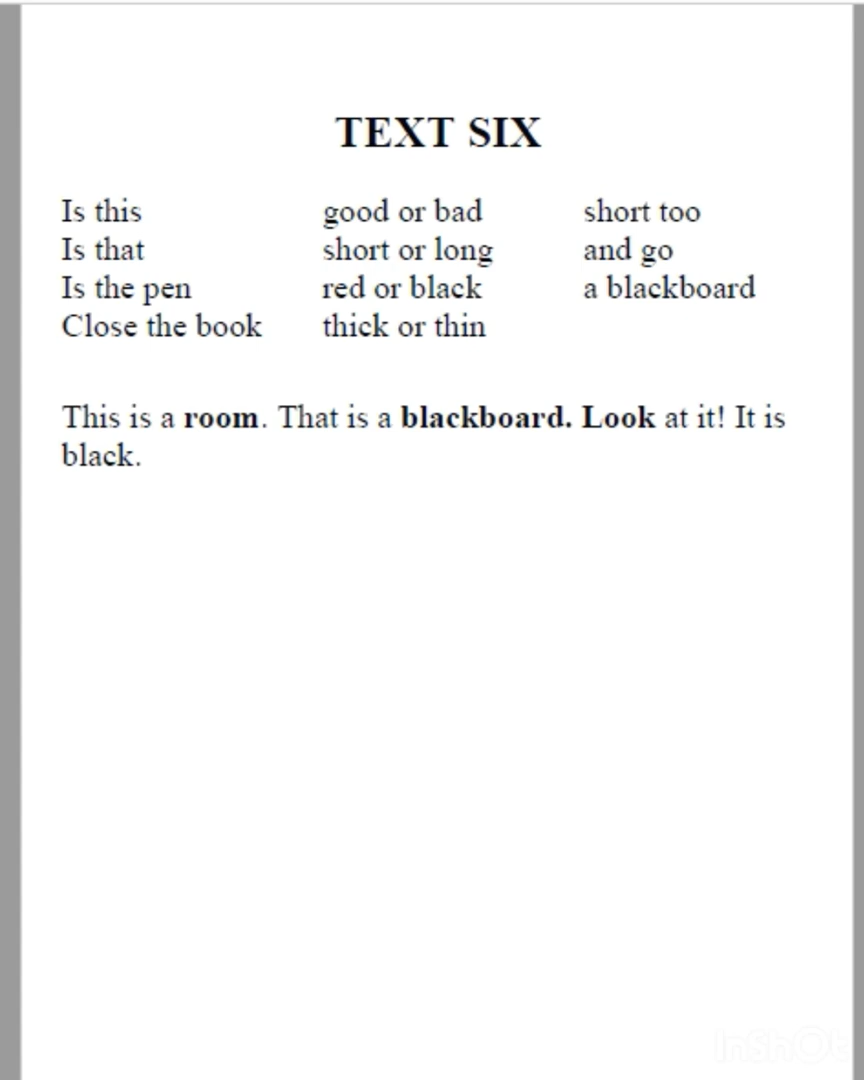 TEXT SIX
Is this good or bad short too
Is that short or long and go
Is the pen red or black a blackboard
Close the book thick or thin
This is a room. That is a blackboard. Look at it! It is
black.
InShOt